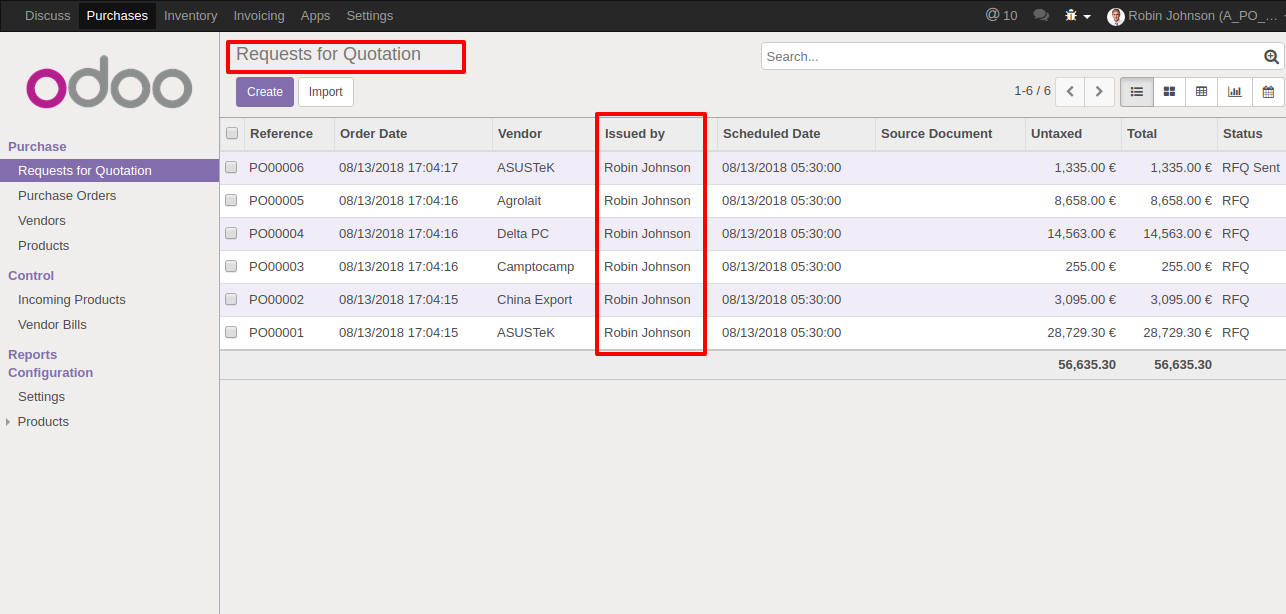 Discuss Purchases Inventory Invoicing Apps Settings @ 10 Robin Johnson (A_PO_...
odoo
Purchase
Requests for Quotation
Purchase Orders
Vendors
Products
Control
Incoming Products
Vendor Bills
Reports
Configuration
Settings
Products
Requests for Quotation
Search...
Create Import 1-6 / 6
Reference Order Date Vendor Issued by Scheduled Date Source Document Untaxed Total Status
PO00006 08/13/2018 17:04:17 ASUSTeK Robin Johnson 08/13/2018 05:30:00 1,335.00 € 1,335.00 € RFQ Sent
PO00005 08/13/2018 17:04:16 Agrolait Robin Johnson 08/13/2018 05:30:00 8,658.00 € 8,658.00 € RFQ
PO00004 08/13/2018 17:04:16 Delta PC Robin Johnson 08/13/2018 05:30:00 14,563.00 € 14,563.00 € RFQ
PO00003 08/13/2018 17:04:16 Camptocamp Robin Johnson 08/13/2018 05:30:00 255.00 € 255.00 € RFQ
PO00002 08/13/2018 17:04:15 China Export Robin Johnson 08/13/2018 05:30:00 3,095.00 € 3,095.00 € RFQ
PO00001 08/13/2018 17:04:15 ASUSTeK Robin Johnson 08/13/2018 05:30:00 28,729.30 € 28,729.30 € RFQ
56,635.30 56,635.30